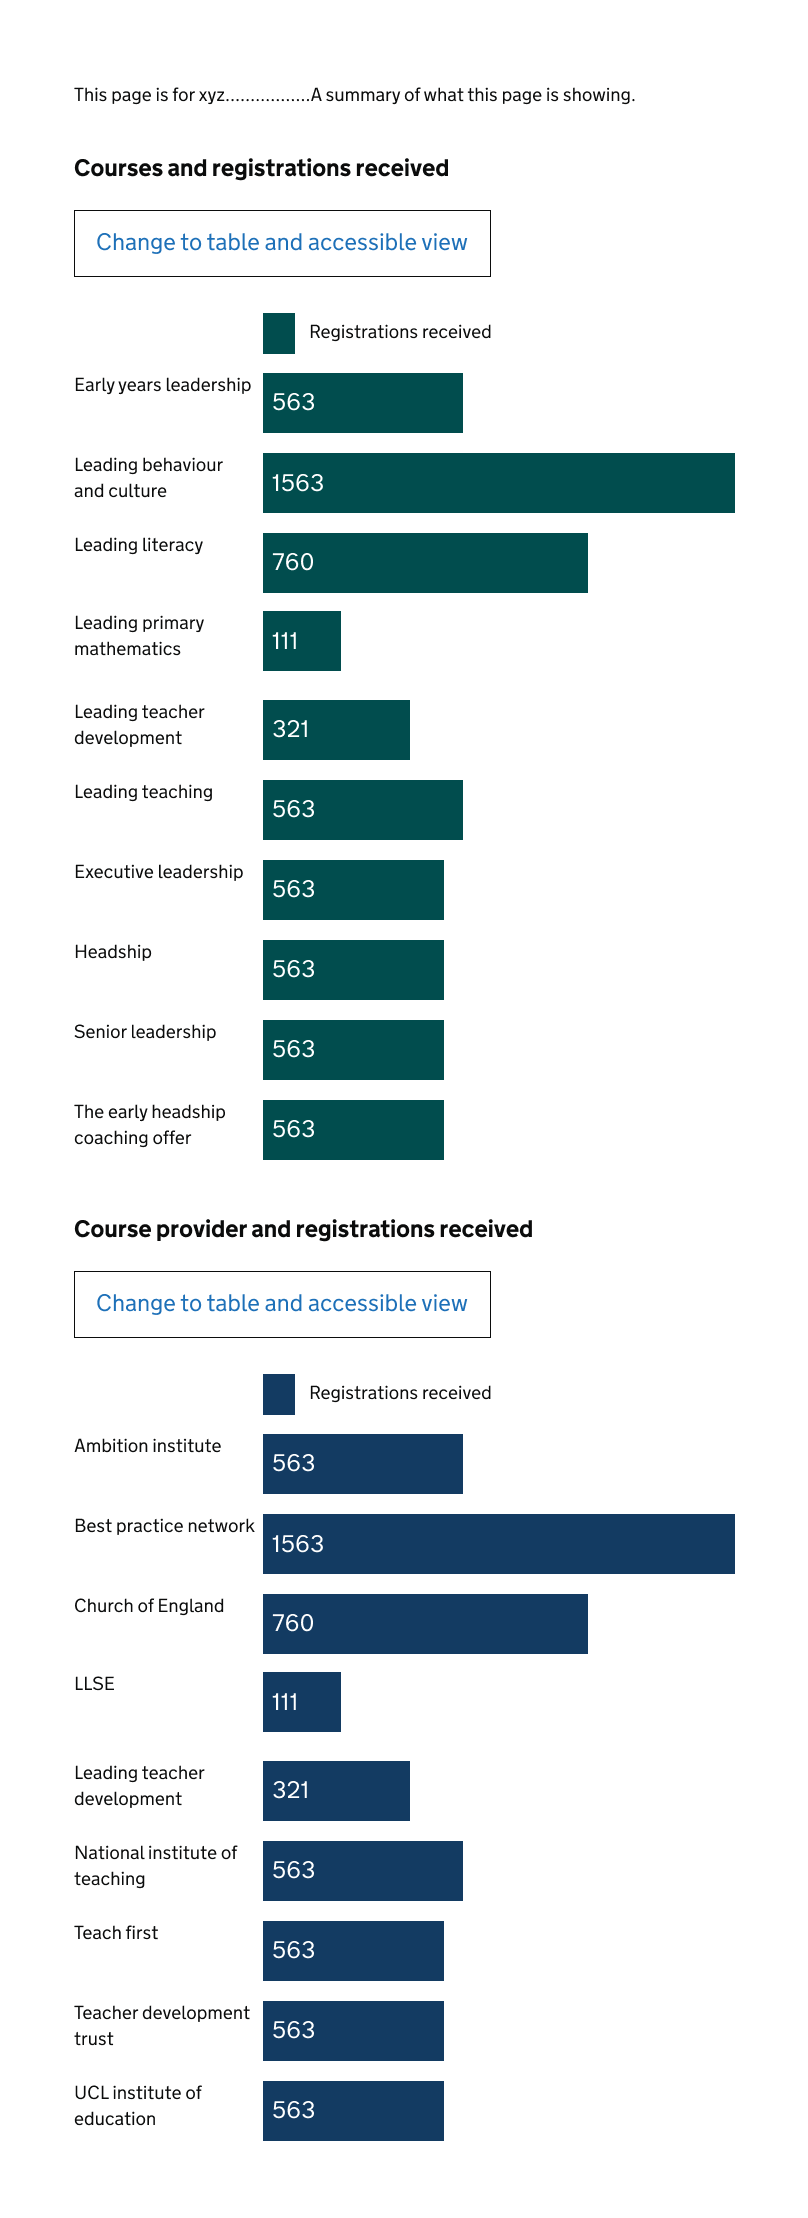 This page is for xyz.................A summary of what this page is showing.
Courses and registrations received
Change to table and accessible view
Registrations received
Early years leadership
563
Leading behaviour
and culture
1563
Leading literacy
760
Leading primary
mathematics
111
Leading teacher
development
321
Leading teaching
563
Executive leadership
563
Headship
563
Senior leadership
563
The early headship
coaching offer
563
Course provider and registrations received
Change to table and accessible view
Registrations received
Ambition institute
563
Best practice network
1563
Church of England
760
LLSE
111
Leading teacher
development
321
National institute of
teaching
563
Teach first
563
Teacher development
trust
563
UCL institute of
education
563